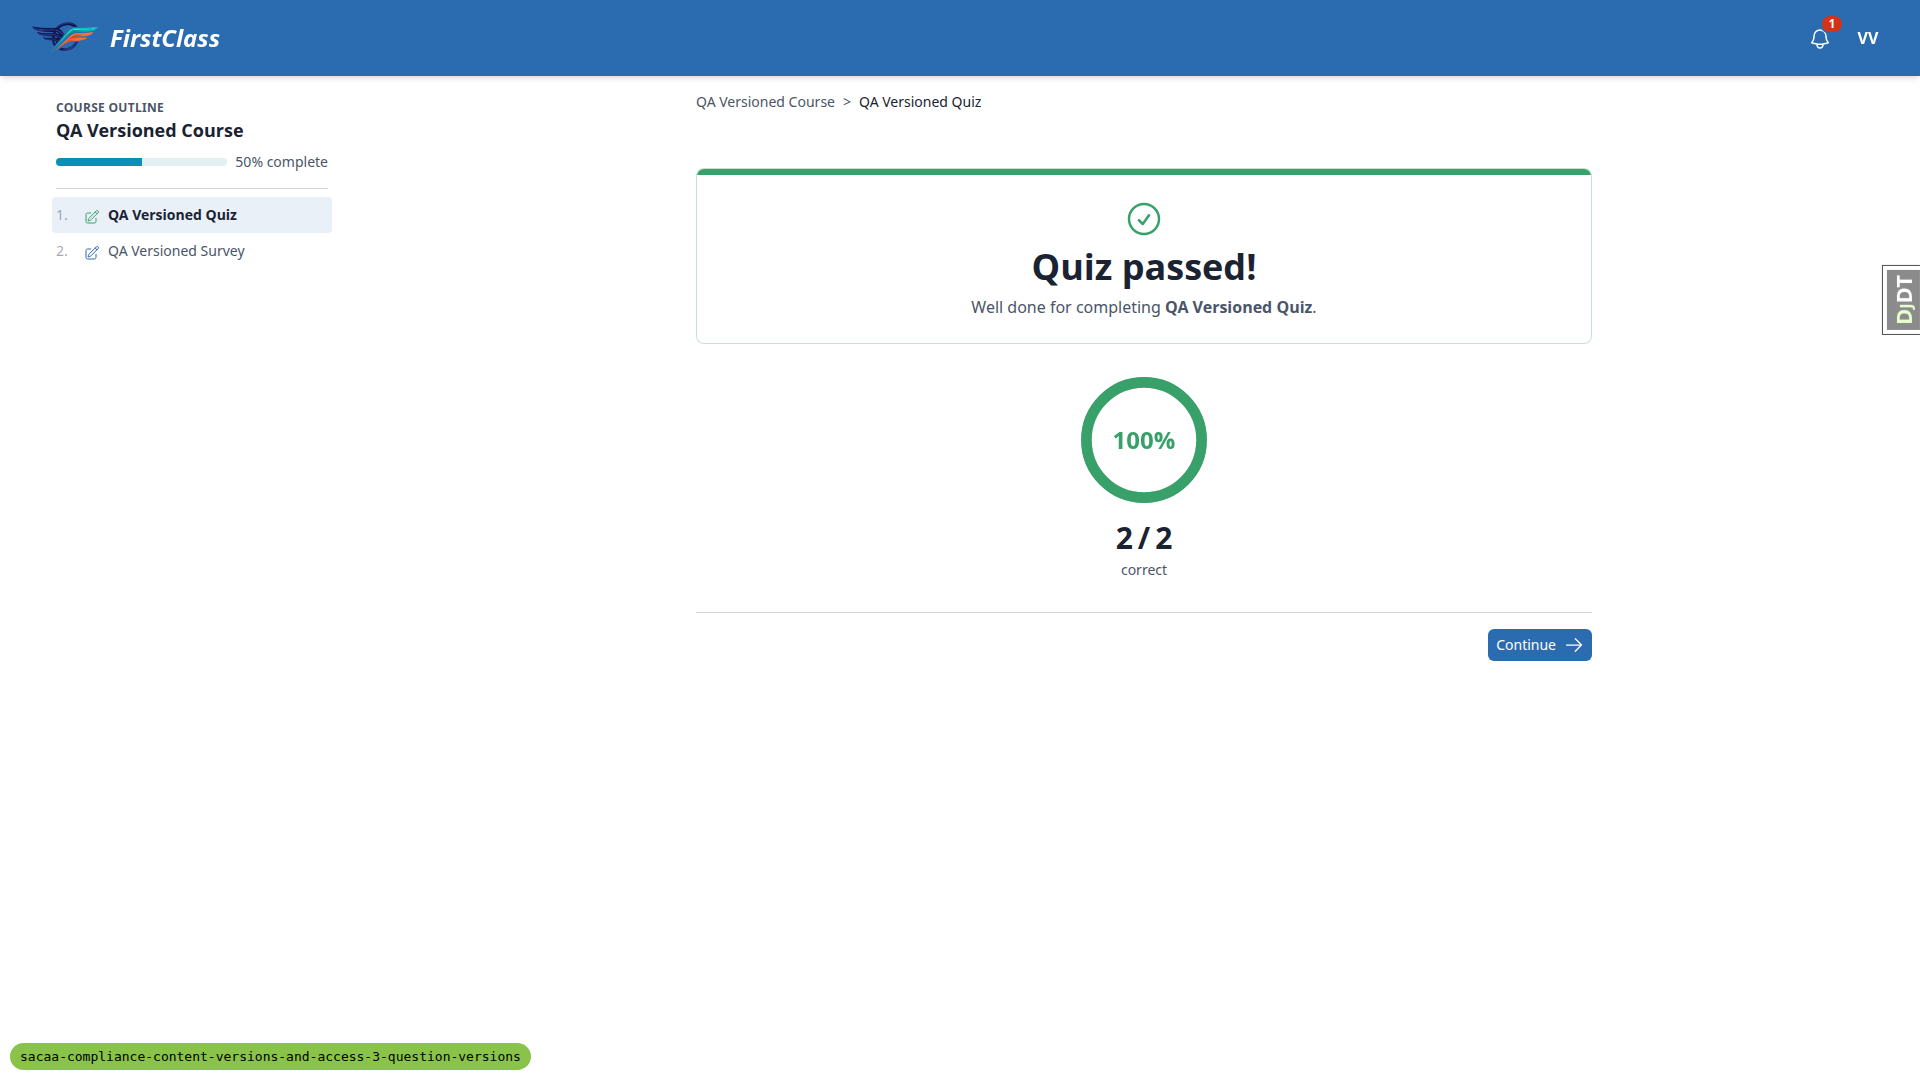 FirstClass
1
VV
COURSE OUTLINE
QA Versioned Course
50% complete
1. QA Versioned Quiz
2. QA Versioned Survey
QA Versioned Course > QA Versioned Quiz
Quiz passed!
Well done for completing QA Versioned Quiz.
100%
2 / 2
correct
Continue
DjDT
sacaa-compliance-content-versions-and-access-3-question-versions